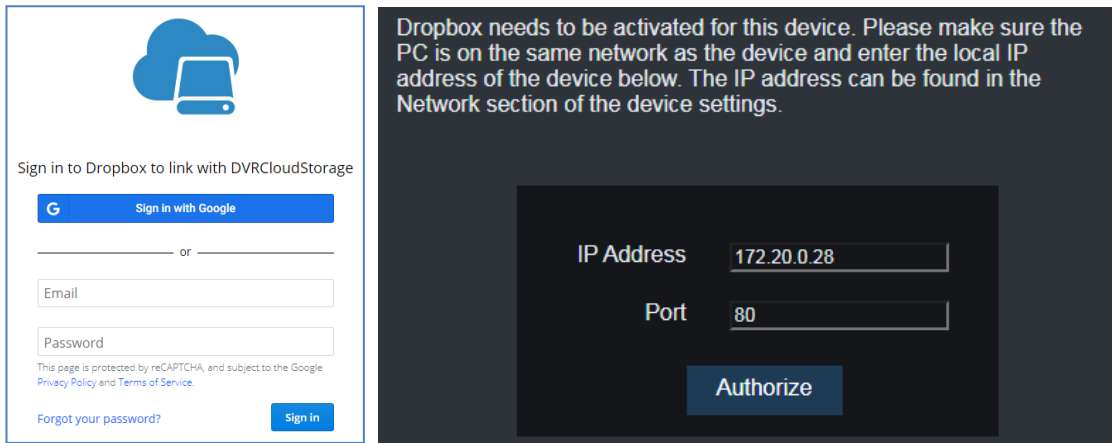 Sign in to Dropbox to link with DVRCloudStorage
G Sign in with Google
or
Email
Password
This page is protected by reCAPTCHA, and subject to the Google
Privacy Policy and Terms of Service.
Forgot your password? Sign in
Dropbox needs to be activated for this device. Please make sure the
PC is on the same network as the device and enter the local IP
address of the device below. The IP address can be found in the
Network section of the device settings.
IP Address 172.20.0.28
Port 80
Authorize